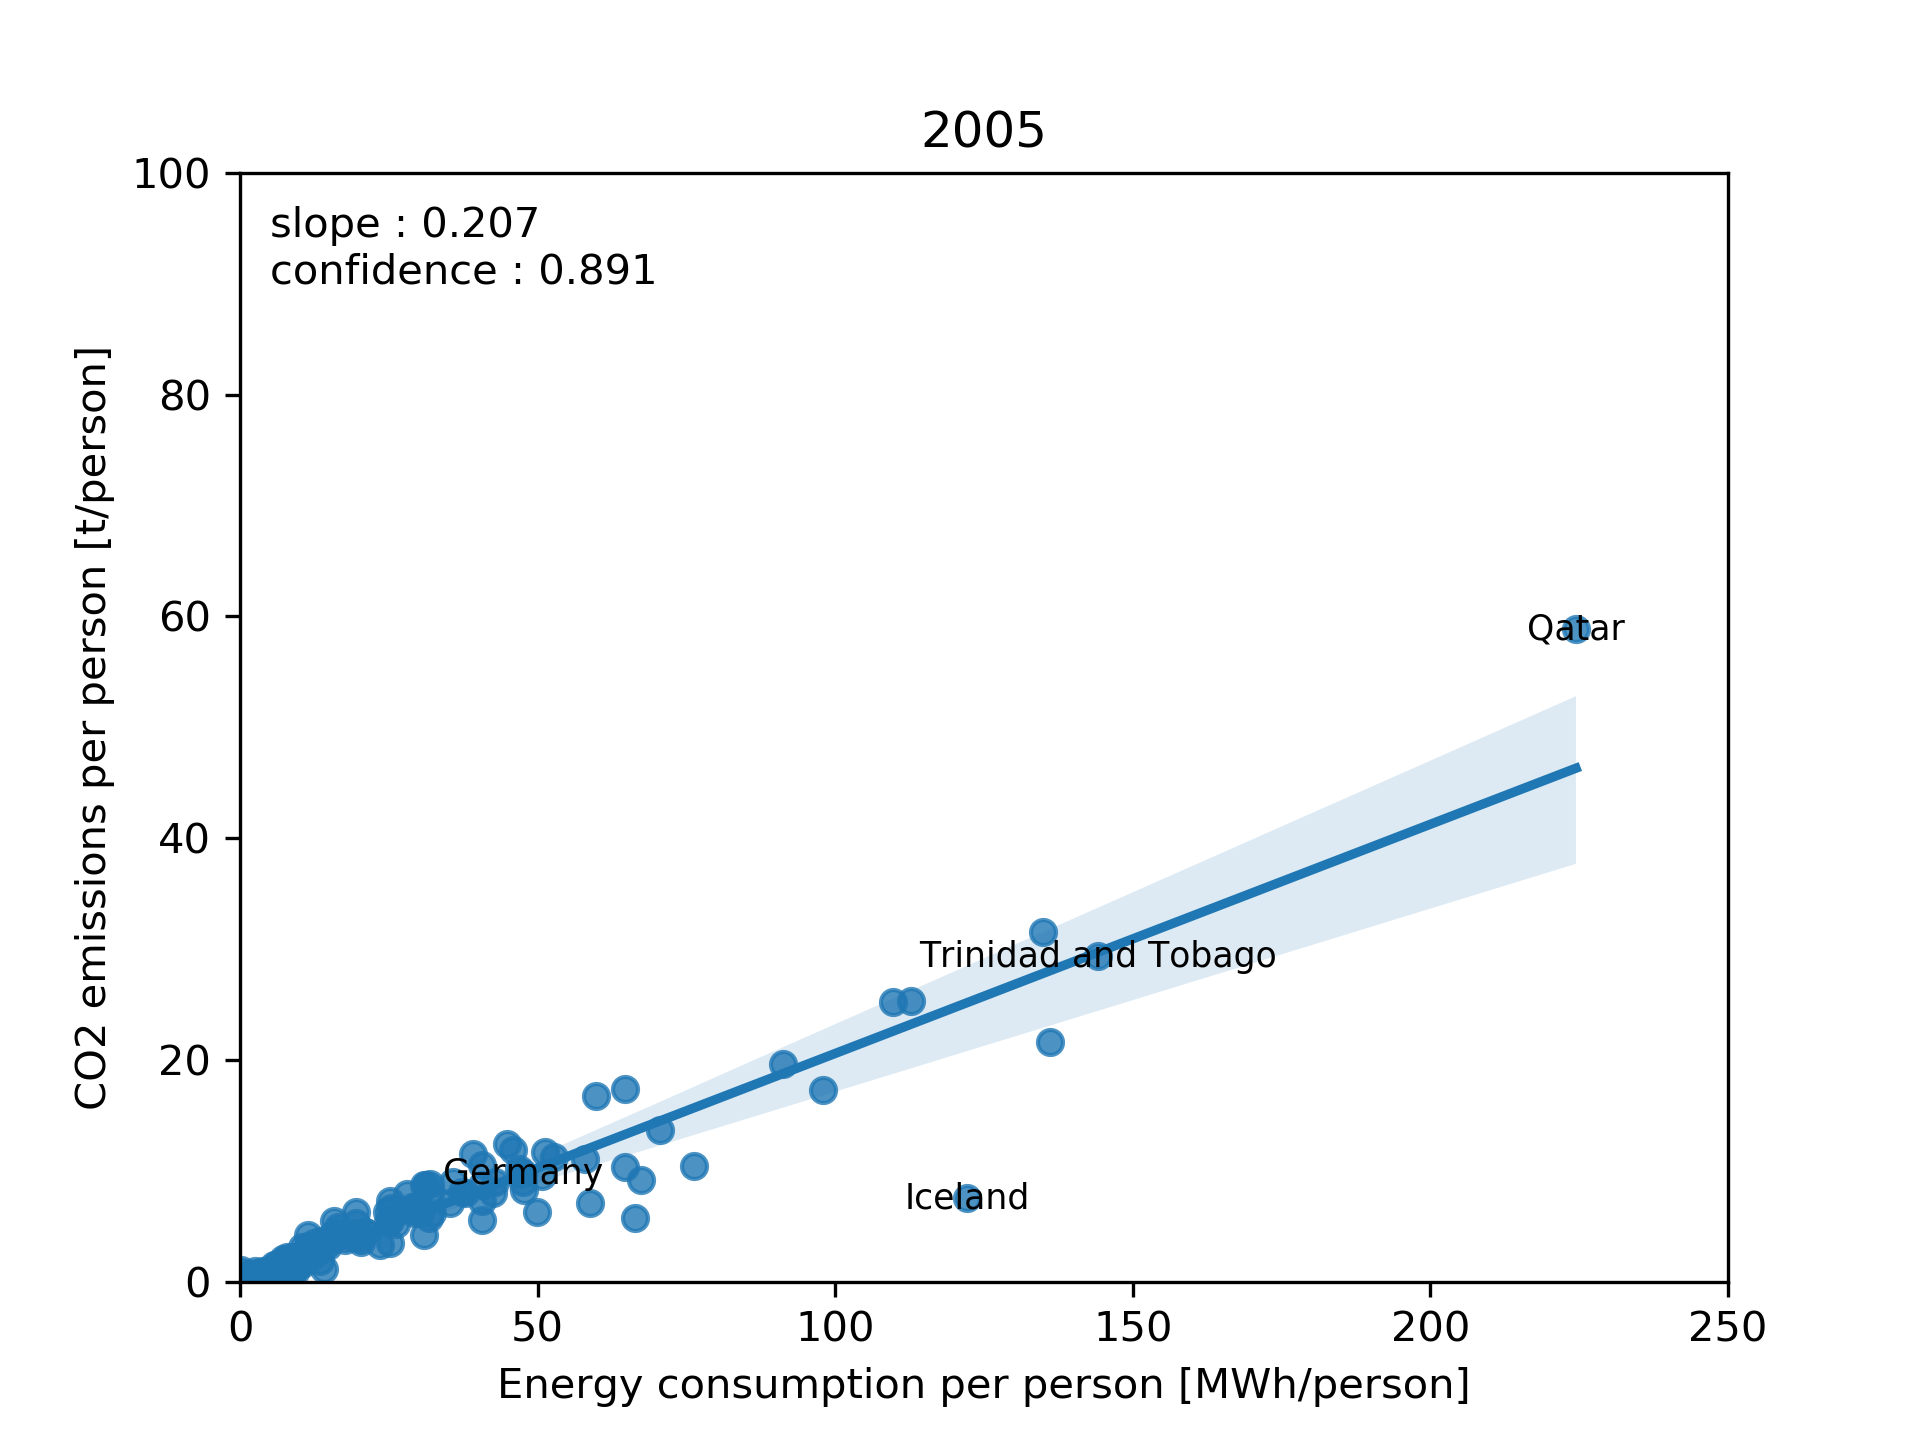 2005
slope : 0.207
confidence : 0.891
CO2 emissions per person [t/person]
100
80
60
40
20
0
Qatar
Trinidad and Tobago
Germany
Iceland
0 50 100 150 200 250
Energy consumption per person [MWh/person]